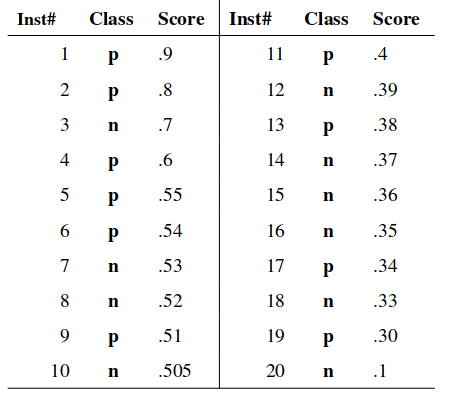 Inst# Class Score Inst# Class Score
1 p .9 11 p .4
2 p .8 12 n .39
3 n .7 13 p .38
4 p .6 14 n .37
5 p .55 15 n .36
6 p .54 16 n .35
7 n .53 17 p .34
8 n .52 18 n .33
9 p .51 19 p .30
10 n .505 20 n .1